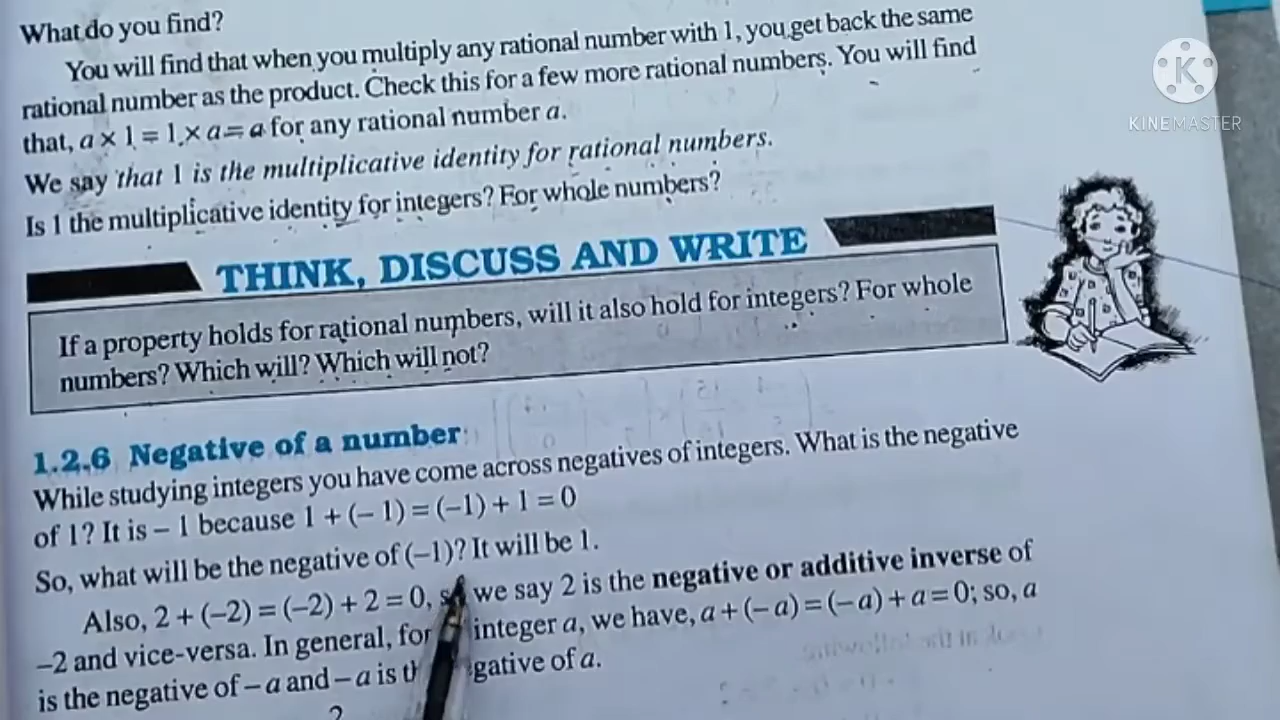 What do you find?
You will find that when you multiply any rational number with 1, you get back the same
rational number as the product. Check this for a few more rational numbers. You will find
that, a × 1 = 1 × a = a for any rational number a.
We say that 1 is the multiplicative identity for rational numbers.
Is 1 the multiplicative identity for integers? For whole numbers?
THINK, DISCUSS AND WRITE
If a property holds for rational numbers, will it also hold for integers? For whole
numbers? Which will? Which will not?
1.2.6 Negative of a number
While studying integers you have come across negatives of integers. What is the negative
of 1? It is – 1 because 1 + (– 1) = (–1) + 1 = 0
So, what will be the negative of (–1)? It will be 1.
Also, 2 + (–2) = (–2) + 2 = 0, we say 2 is the negative or additive inverse of
–2 and vice-versa. In general, for integer a, we have, a + (– a) = (– a) + a = 0; so, a
is the negative of – a and – a is gative of a.
2
K
KINEMASTER